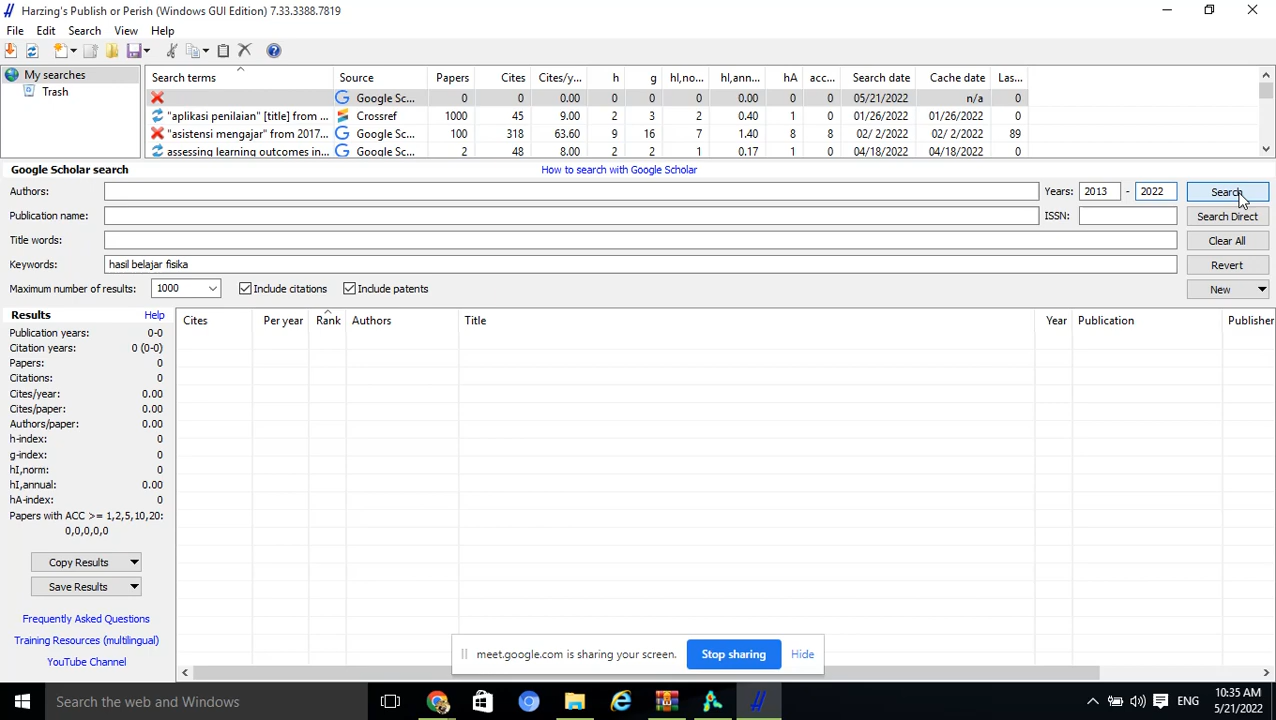 Harzing's Publish or Perish (Windows GUI Edition) 7.33.3388.7819
File Edit Search View Help
My searches
Trash
Search terms Source Papers Cites Cites/y... h g hI,no... hI,ann... hA acc... Search date Cache date Las...
Google Sc... 0 0 0.00 0 0 0 0.00 0 0 05/21/2022 n/a 0
"aplikasi penilaian" [title] from ... Crossref 1000 45 9.00 2 3 2 0.40 1 0 01/26/2022 01/26/2022 0
"asistensi mengajar" from 2017... Google Sc... 100 318 63.60 9 16 7 1.40 8 8 02/ 2/2022 02/ 2/2022 89
assessing learning outcomes in... Google Sc... 2 48 8.00 2 2 1 0.17 1 1 04/18/2022 04/18/2022 0
Google Scholar search How to search with Google Scholar
Authors: Years: 2013 - 2022 Search
Publication name: ISSN: Search Direct
Title words: Clear All
Keywords: hasil belajar fisika Revert
Maximum number of results: 1000 Include citations Include patents New
Results Help
Publication years: 0-0
Citation years: 0 (0-0)
Papers: 0
Citations: 0
Cites/year: 0.00
Cites/paper: 0.00
Authors/paper: 0.00
h-index: 0
g-index: 0
hI,norm: 0
hI,annual: 0.00
hA-index: 0
Papers with ACC >= 1,2,5,10,20:
0,0,0,0,0
Copy Results
Save Results
Frequently Asked Questions
Training Resources (multilingual)
YouTube Channel
Cites Per year Rank Authors Title Year Publication Publisher
meet.google.com is sharing your screen. Stop sharing Hide
Search the web and Windows
ENG
10:35 AM
5/21/2022